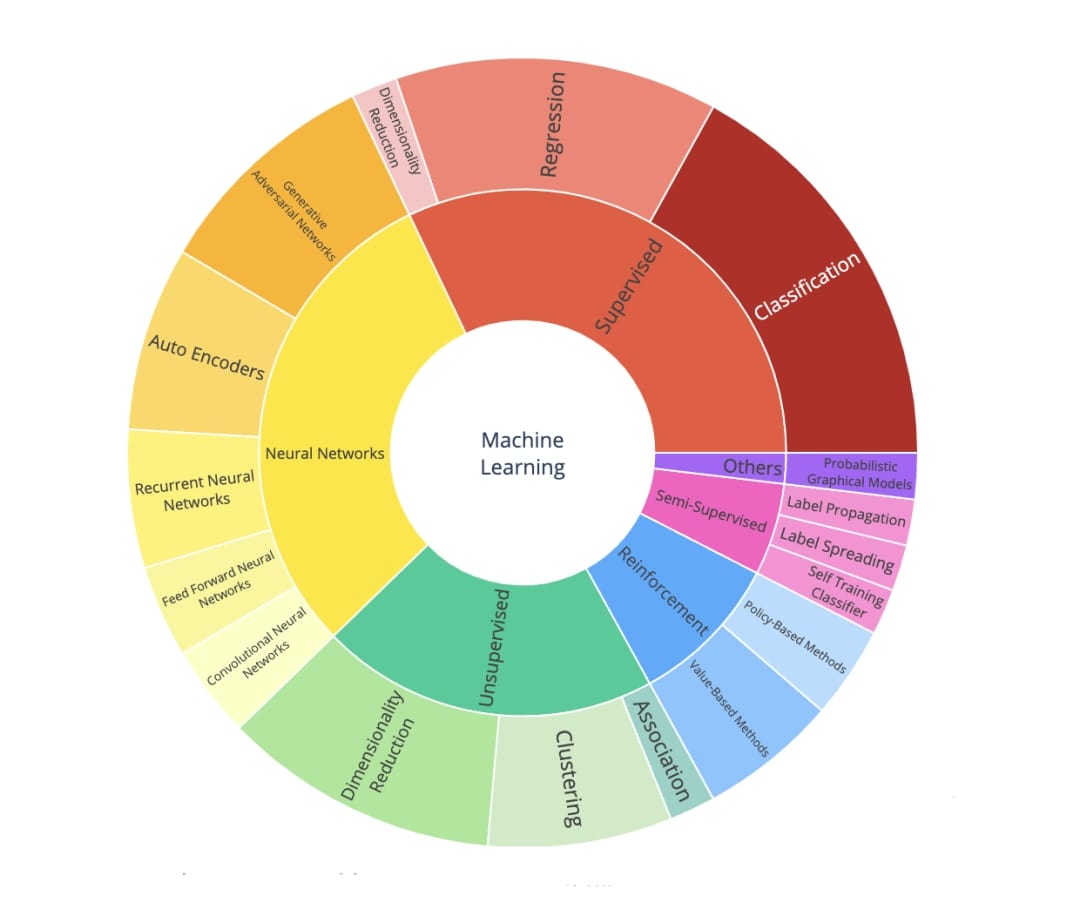 Machine
Learning
Supervised
Classification
Regression
Dimensionality
Reduction
Neural Networks
Generative
Adversarial Networks
Auto Encoders
Recurrent Neural
Networks
Feed Forward Neural
Networks
Convolutional Neural
Networks
Unsupervised
Dimensionality
Reduction
Clustering
Association
Reinforcement
Value-Based Methods
Policy-Based Methods
Semi-Supervised
Self Training
Classifier
Label Spreading
Label Propagation
Others
Probabilistic
Graphical Models